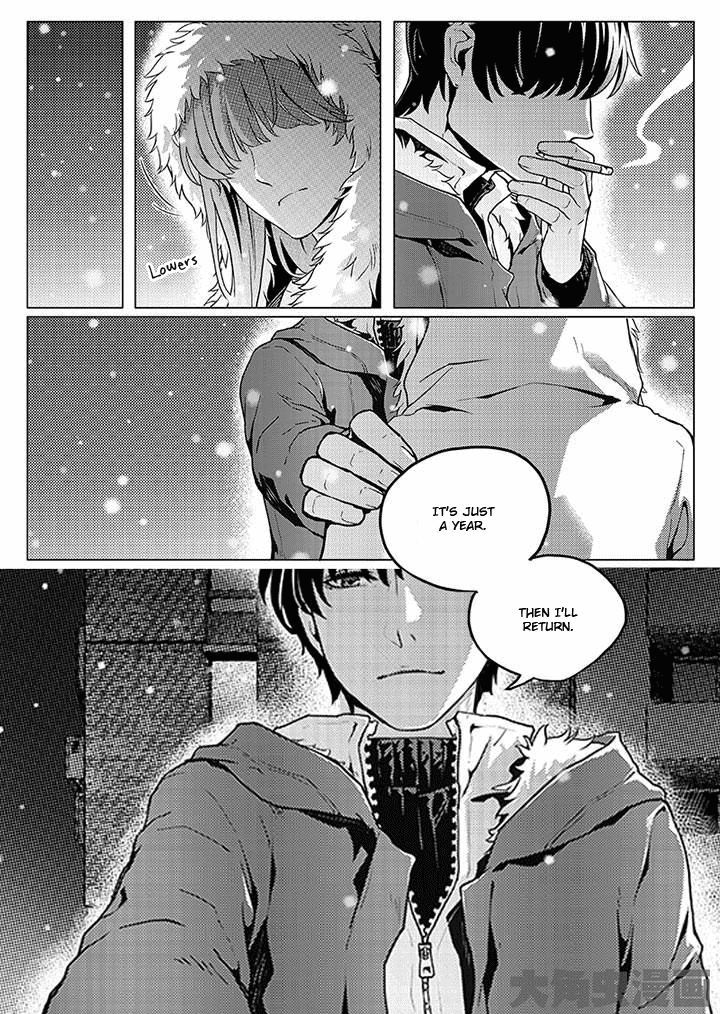 Lowers
IT'S JUST
A YEAR.
THEN I'LL
RETURN.
大角虫漫画